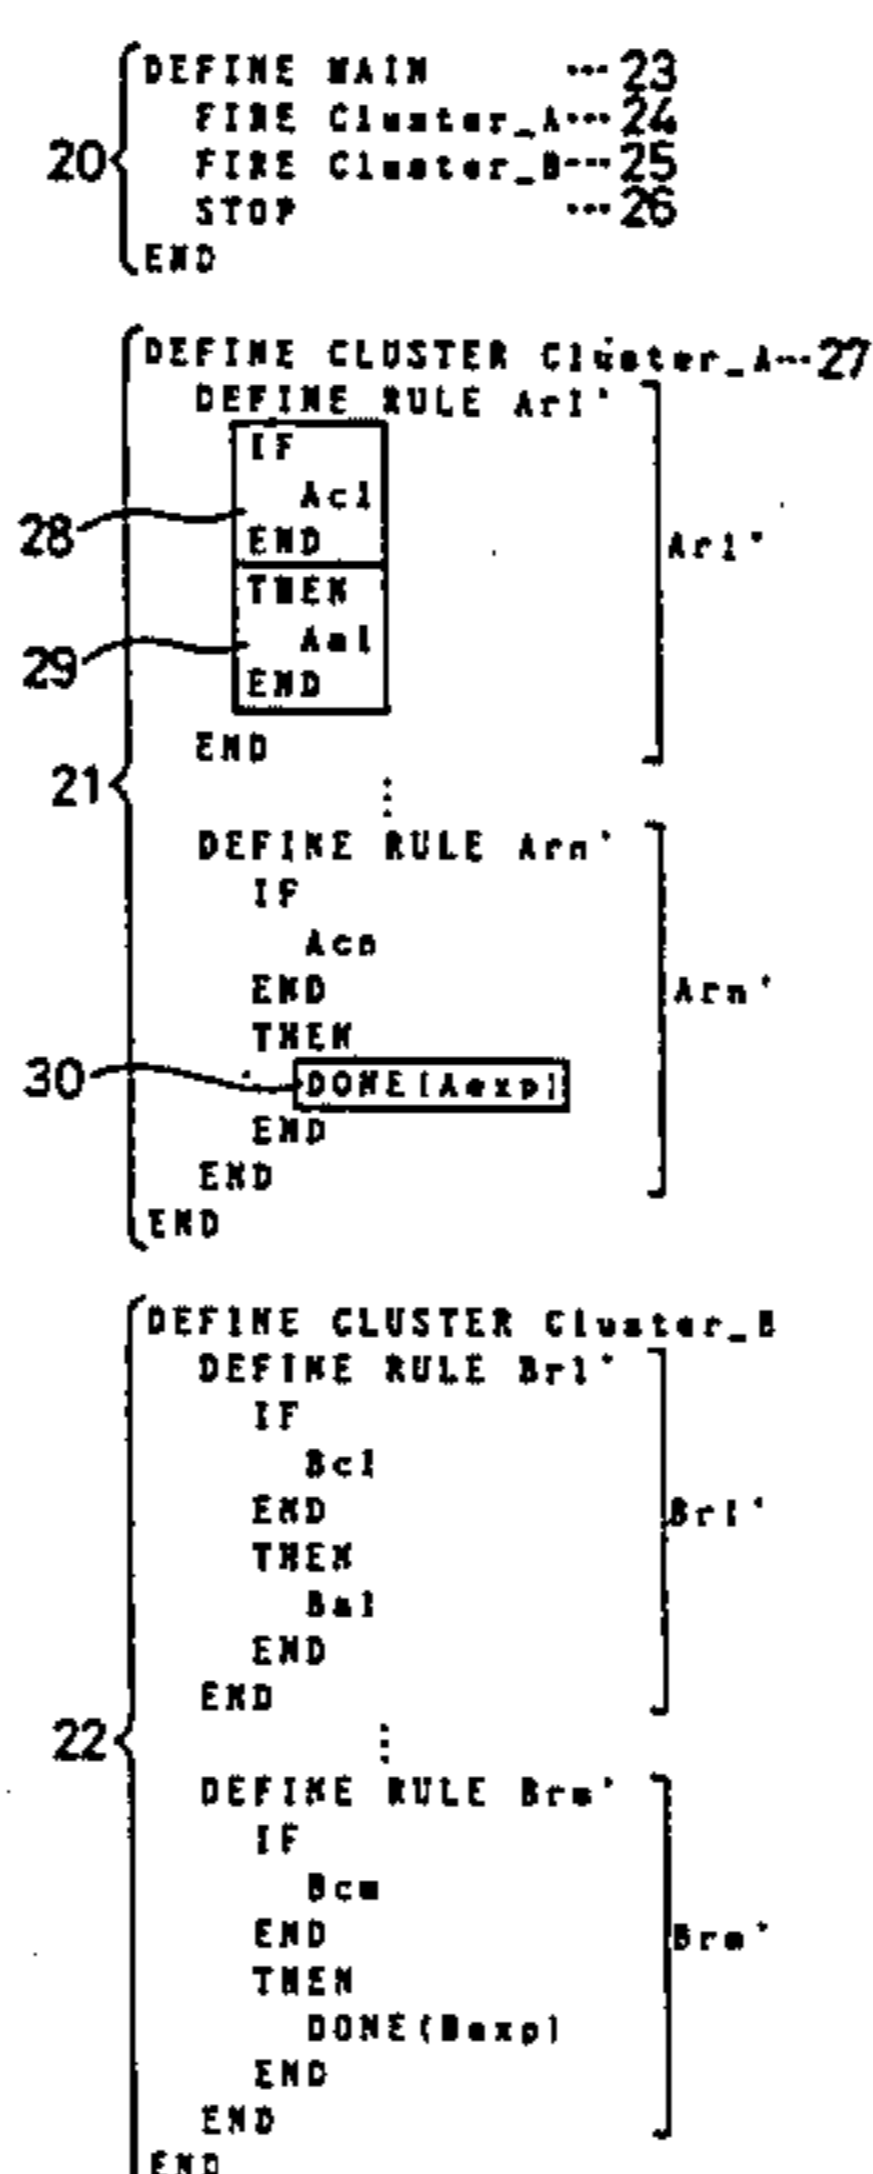 DEFINE MAIN ... 23
FIRE Cluster_A ... 24
20 FIRE Cluster_B ... 25
STOP ... 26
END
DEFINE CLUSTER Cluster_A ... 27
DEFINE RULE Ar1'
IF
Ac1
28 END Ar1'
THEN
29 Aa1
END
END
21 ⋮
DEFINE RULE Arn'
IF
Acn
END Arn'
THEN
30 DONE(Aexp)
END
END
END
DEFINE CLUSTER Cluster_B
DEFINE RULE Br1'
IF
Bc1
END Br1'
THEN
Ba1
END
END
22 ⋮
DEFINE RULE Brm'
IF
Bcm
END Brm'
THEN
DONE(Bexp)
END
END
END